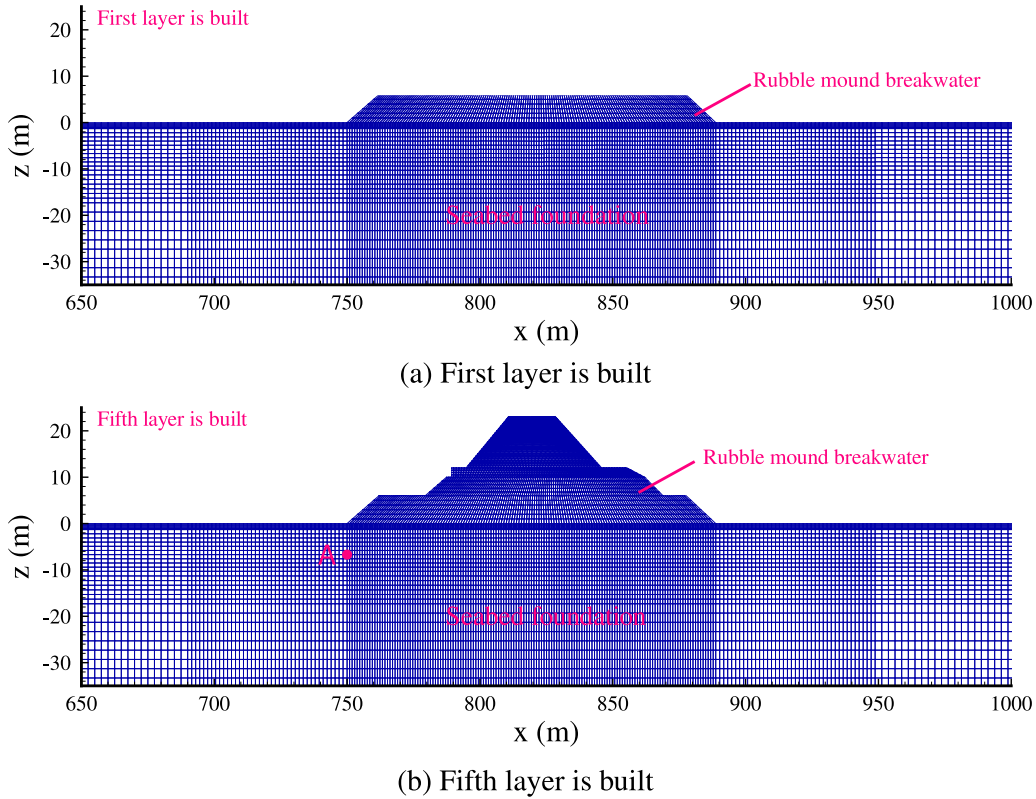 First layer is built
Rubble mound breakwater
Seabed foundation
z (m)
20
10
0
-10
-20
-30
650
700
750
800
850
900
950
1000
x (m)
(a) First layer is built
Fifth layer is built
Rubble mound breakwater
A
Seabed foundation
z (m)
20
10
0
-10
-20
-30
650
700
750
800
850
900
950
1000
x (m)
(b) Fifth layer is built